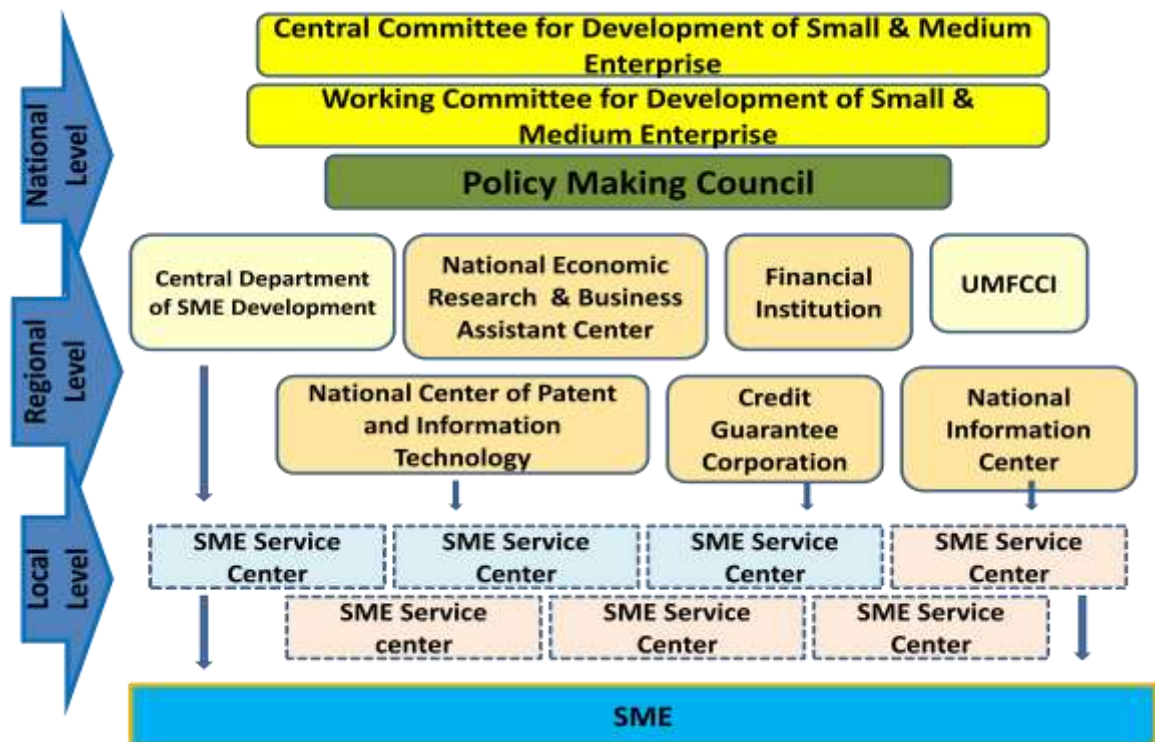 Central Committee for Development of Small & Medium
Enterprise
Working Committee for Development of Small &
Medium Enterprise
Policy Making Council
National
Level
Central Department
of SME Development
National Economic
Research & Business
Assistant Center
Financial
Institution
UMFCCI
Regional
Level
National Center of Patent
and Information
Technology
Credit
Guarantee
Corporation
National
Information
Center
Local
Level
SME Service
Center
SME Service
Center
SME Service
Center
SME Service
Center
SME Service
center
SME Service
Center
SME Service
Center
SME